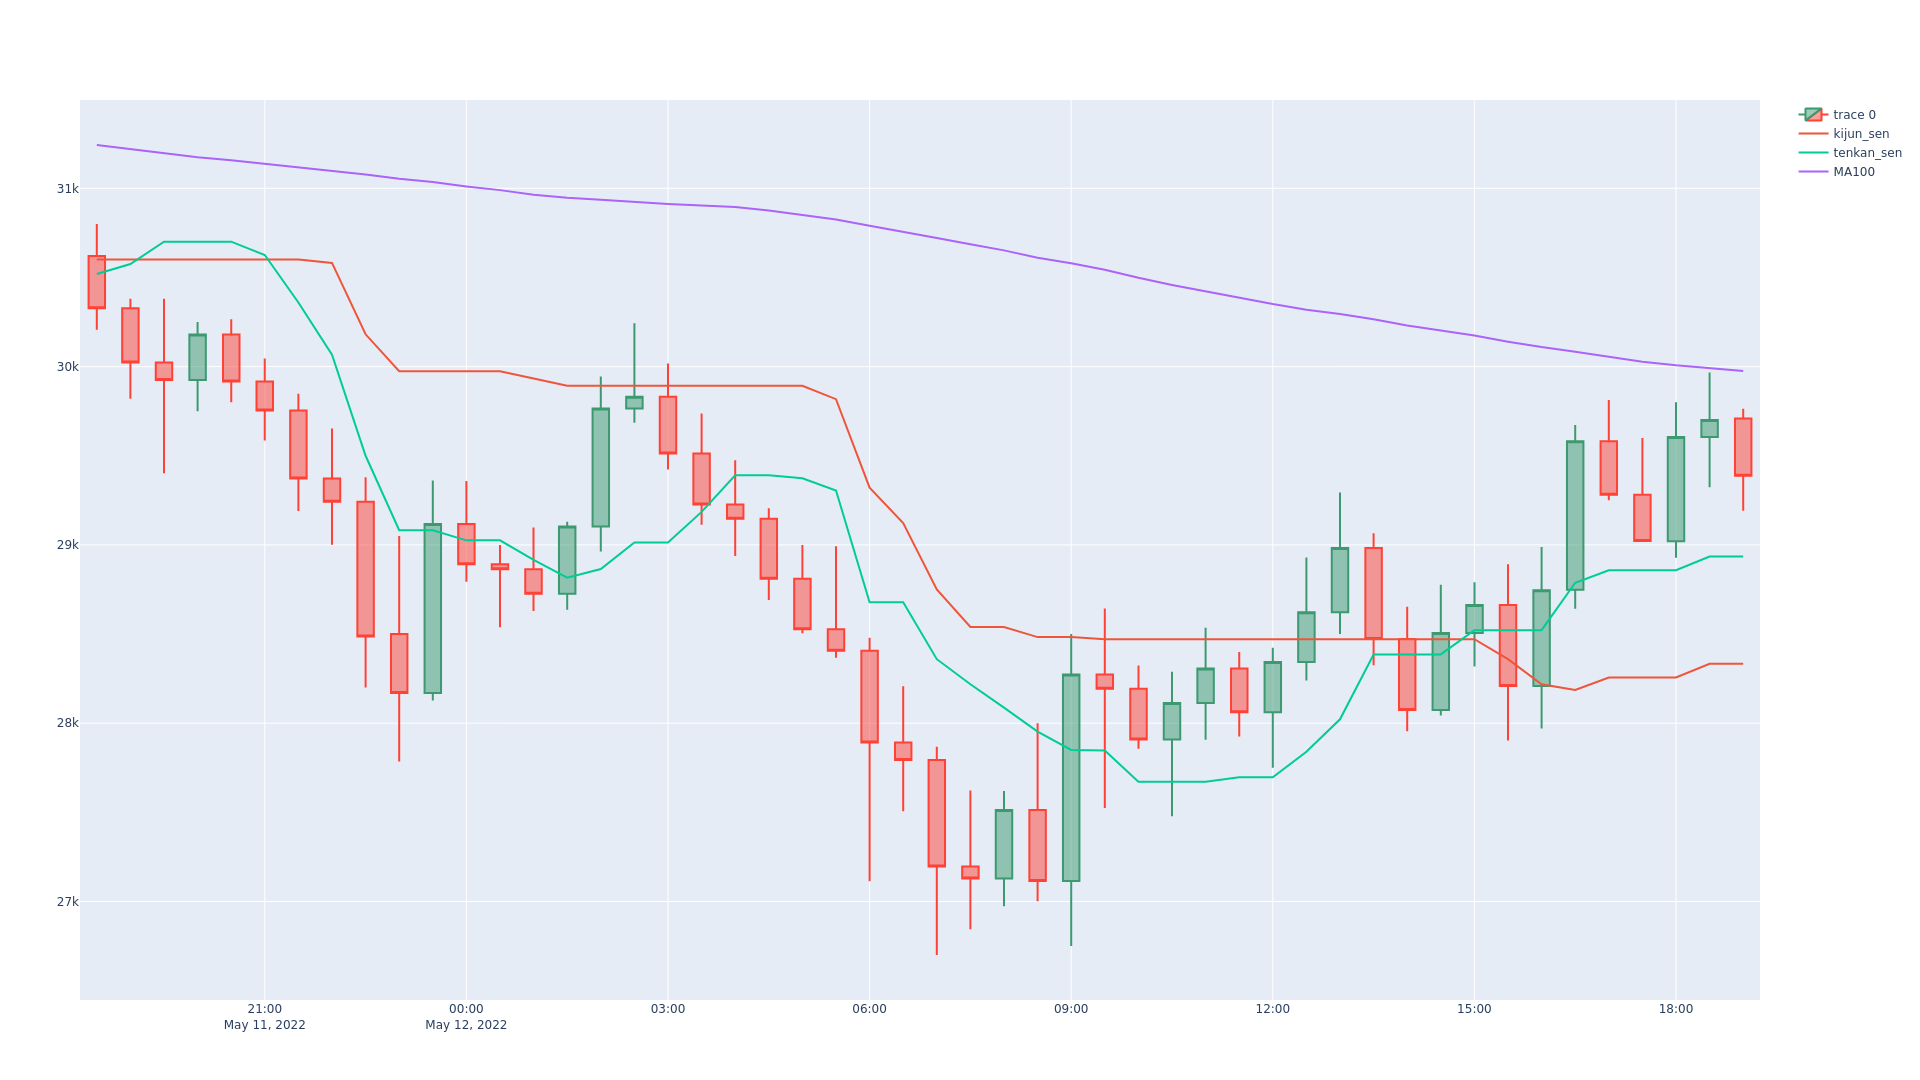 trace 0
kijun_sen
tenkan_sen
MA100
31k
30k
29k
28k
27k
21:00
May 11, 2022
00:00
May 12, 2022
03:00
06:00
09:00
12:00
15:00
18:00